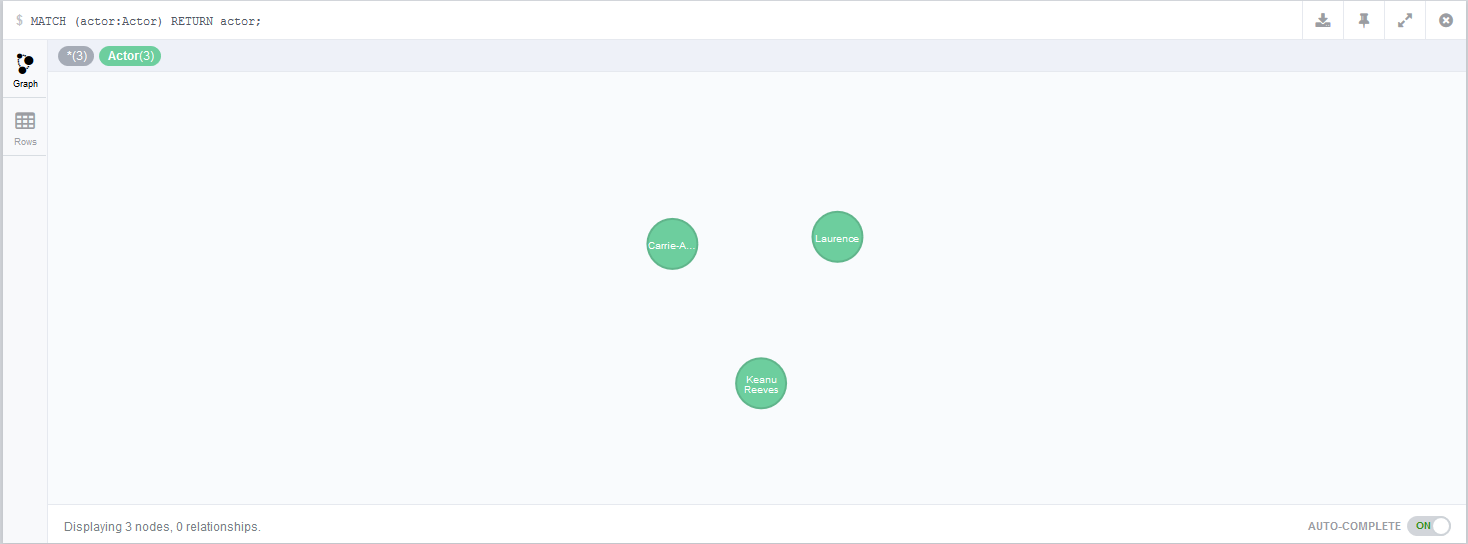 $ MATCH (actor:Actor) RETURN actor;
*(3) Actor(3)
Graph
Rows
Carrie-A...
Laurence
Keanu
Reeves
Displaying 3 nodes, 0 relationships.
AUTO-COMPLETE ON